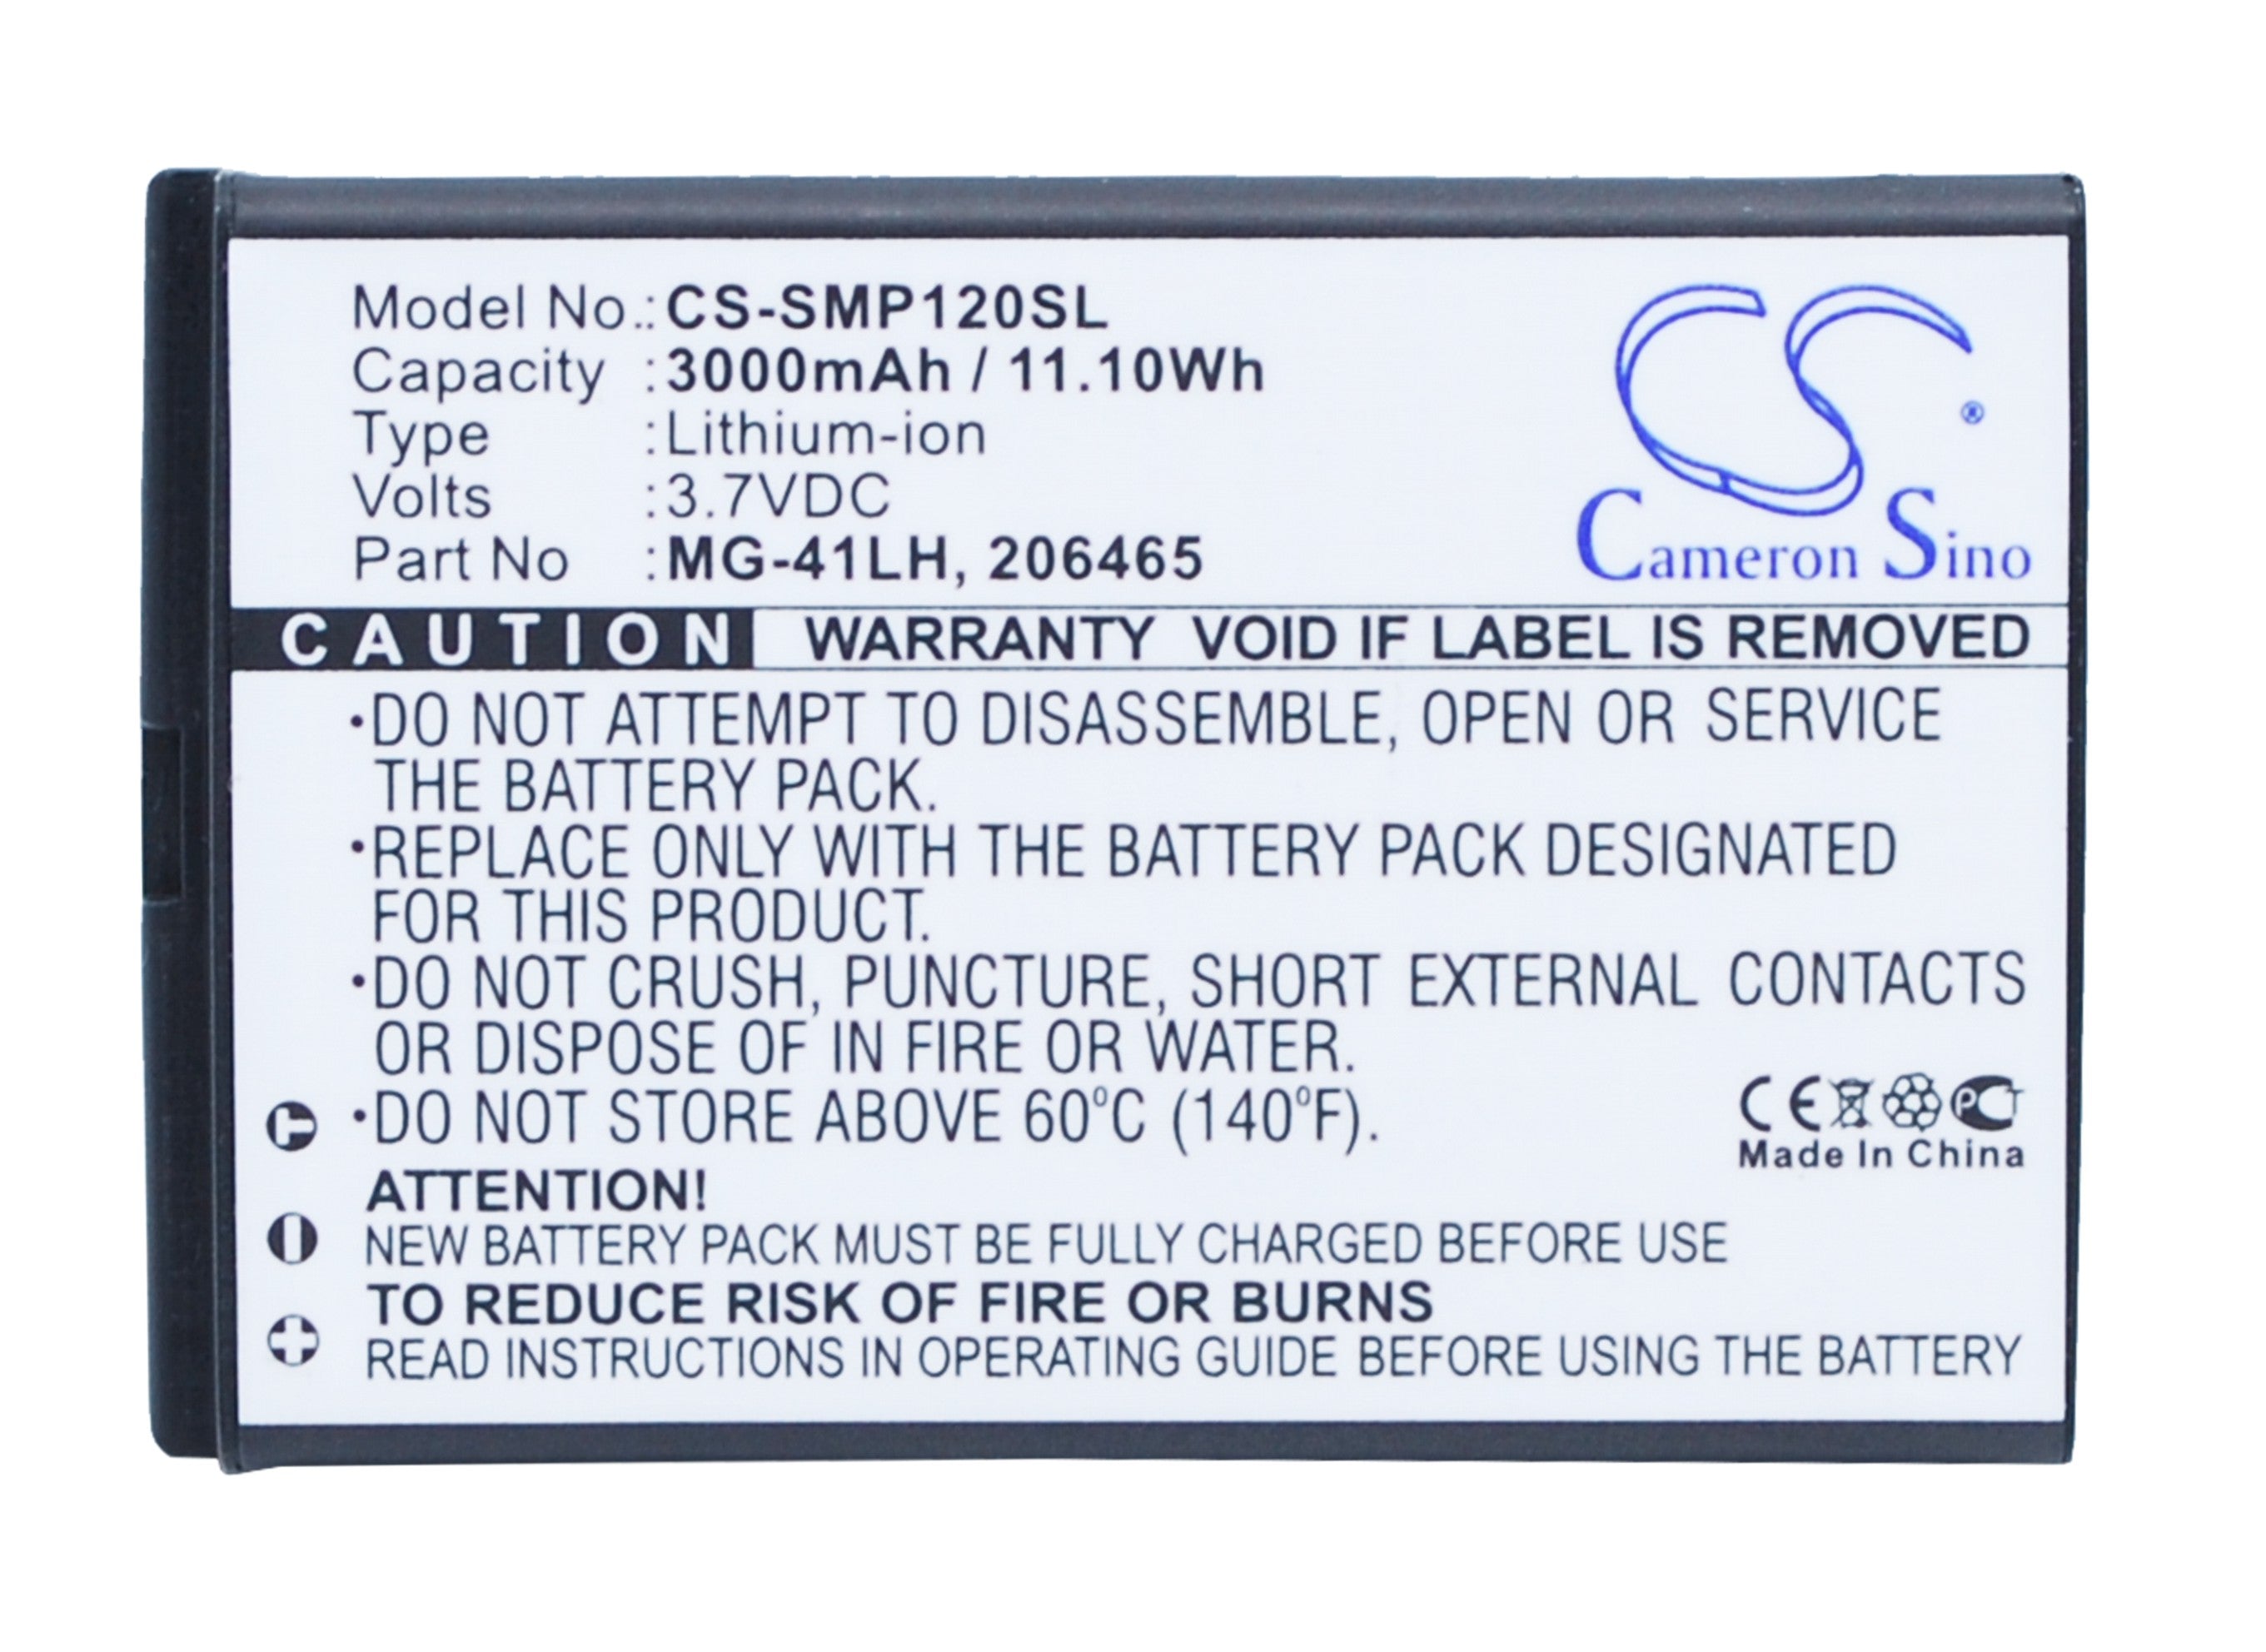 Model No.: CS-SMP120SL
Capacity : 3000mAh / 11.10Wh
Type : Lithium-ion
Volts : 3.7VDC
Part No : MG-41LH, 206465
CS ®
Cameron Sino
CAUTION WARRANTY VOID IF LABEL IS REMOVED
·DO NOT ATTEMPT TO DISASSEMBLE, OPEN OR SERVICE
THE BATTERY PACK.
·REPLACE ONLY WITH THE BATTERY PACK DESIGNATED
FOR THIS PRODUCT.
·DO NOT CRUSH, PUNCTURE, SHORT EXTERNAL CONTACTS
OR DISPOSE OF IN FIRE OR WATER.
·DO NOT STORE ABOVE 60°C (140°F).
CE PCT
Made In China
T
ATTENTION!
NEW BATTERY PACK MUST BE FULLY CHARGED BEFORE USE
TO REDUCE RISK OF FIRE OR BURNS
READ INSTRUCTIONS IN OPERATING GUIDE BEFORE USING THE BATTERY